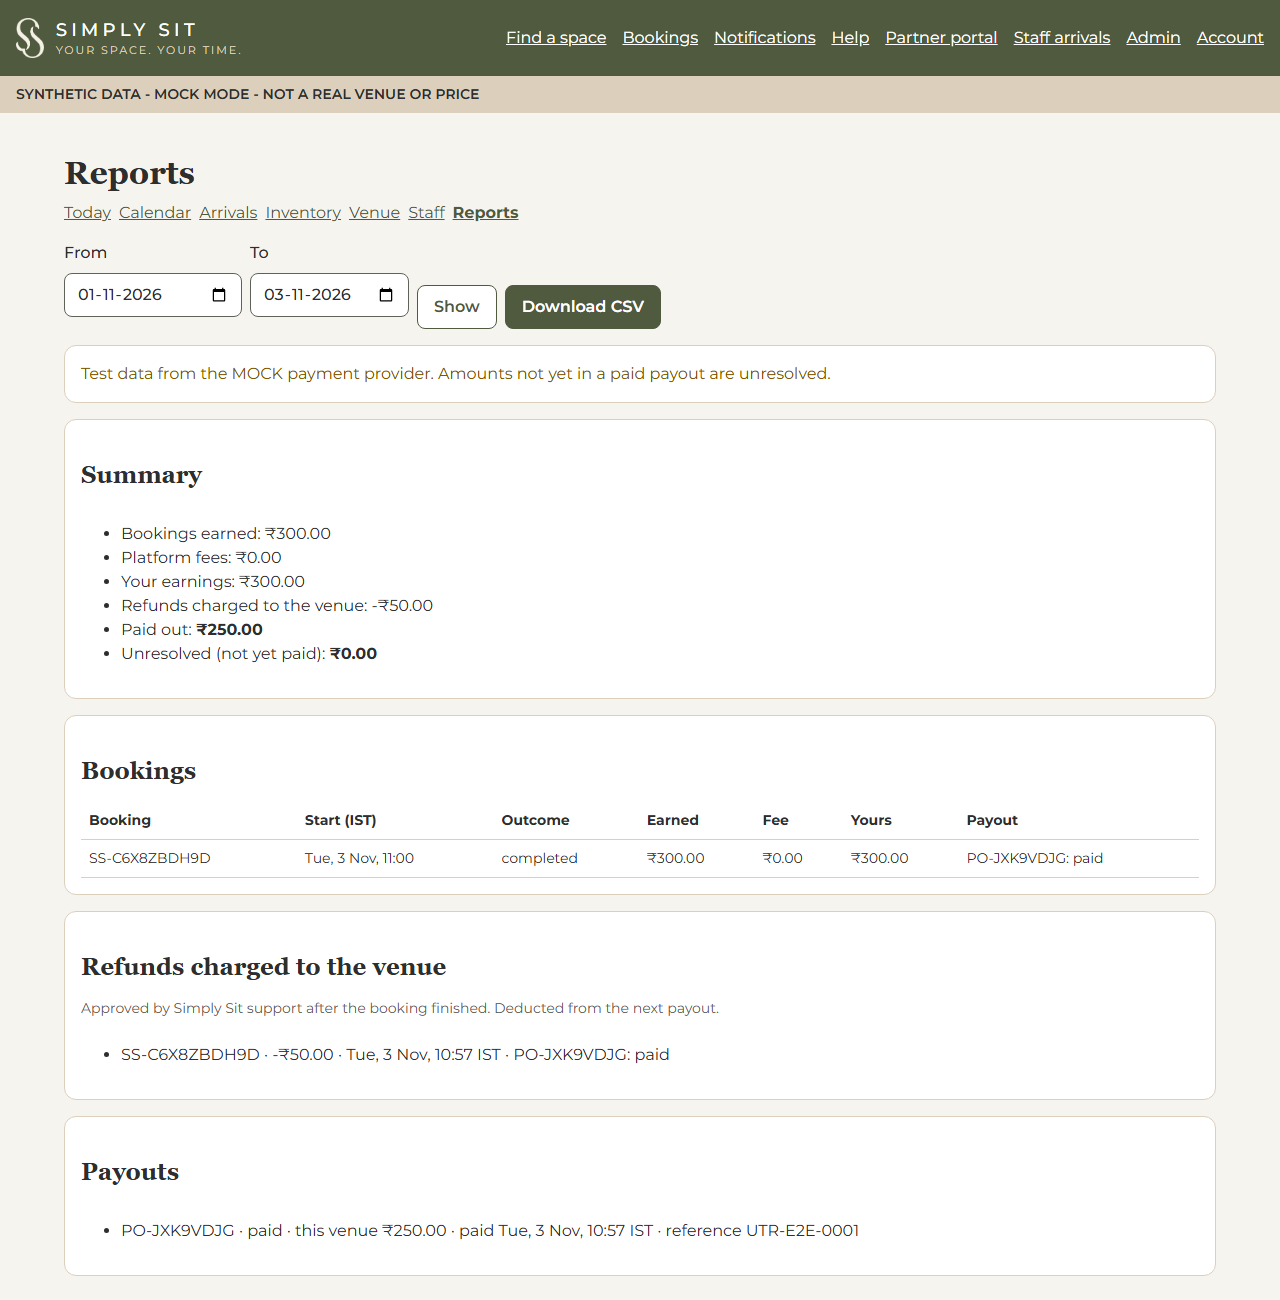 SIMPLY SIT
YOUR SPACE. YOUR TIME.
Find a space Bookings Notifications Help Partner portal Staff arrivals Admin Account
SYNTHETIC DATA - MOCK MODE - NOT A REAL VENUE OR PRICE
Reports
Today Calendar Arrivals Inventory Venue Staff Reports
From To
01-11-2026 03-11-2026 Show Download CSV
Test data from the MOCK payment provider. Amounts not yet in a paid payout are unresolved.
Summary
• Bookings earned: ₹300.00
• Platform fees: ₹0.00
• Your earnings: ₹300.00
• Refunds charged to the venue: -₹50.00
• Paid out: ₹250.00
• Unresolved (not yet paid): ₹0.00
Bookings
Booking Start (IST) Outcome Earned Fee Yours Payout
SS-C6X8ZBDH9D Tue, 3 Nov, 11:00 completed ₹300.00 ₹0.00 ₹300.00 PO-JXK9VDJG: paid
Refunds charged to the venue
Approved by Simply Sit support after the booking finished. Deducted from the next payout.
• SS-C6X8ZBDH9D · -₹50.00 · Tue, 3 Nov, 10:57 IST · PO-JXK9VDJG: paid
Payouts
• PO-JXK9VDJG · paid · this venue ₹250.00 · paid Tue, 3 Nov, 10:57 IST · reference UTR-E2E-0001